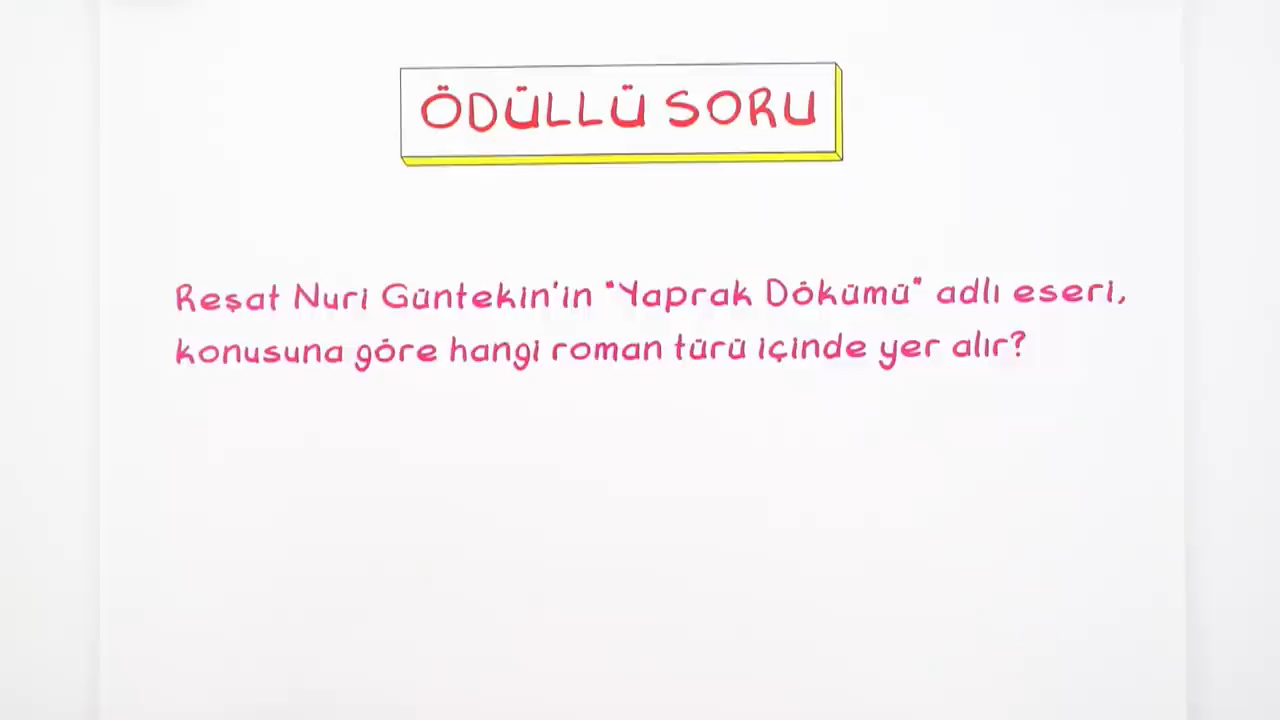 ÖDÜLLÜ SORU
Reşat Nuri Güntekin'in "Yaprak Dökümü" adlı eseri,
konusuna göre hangi roman türü içinde yer alır?